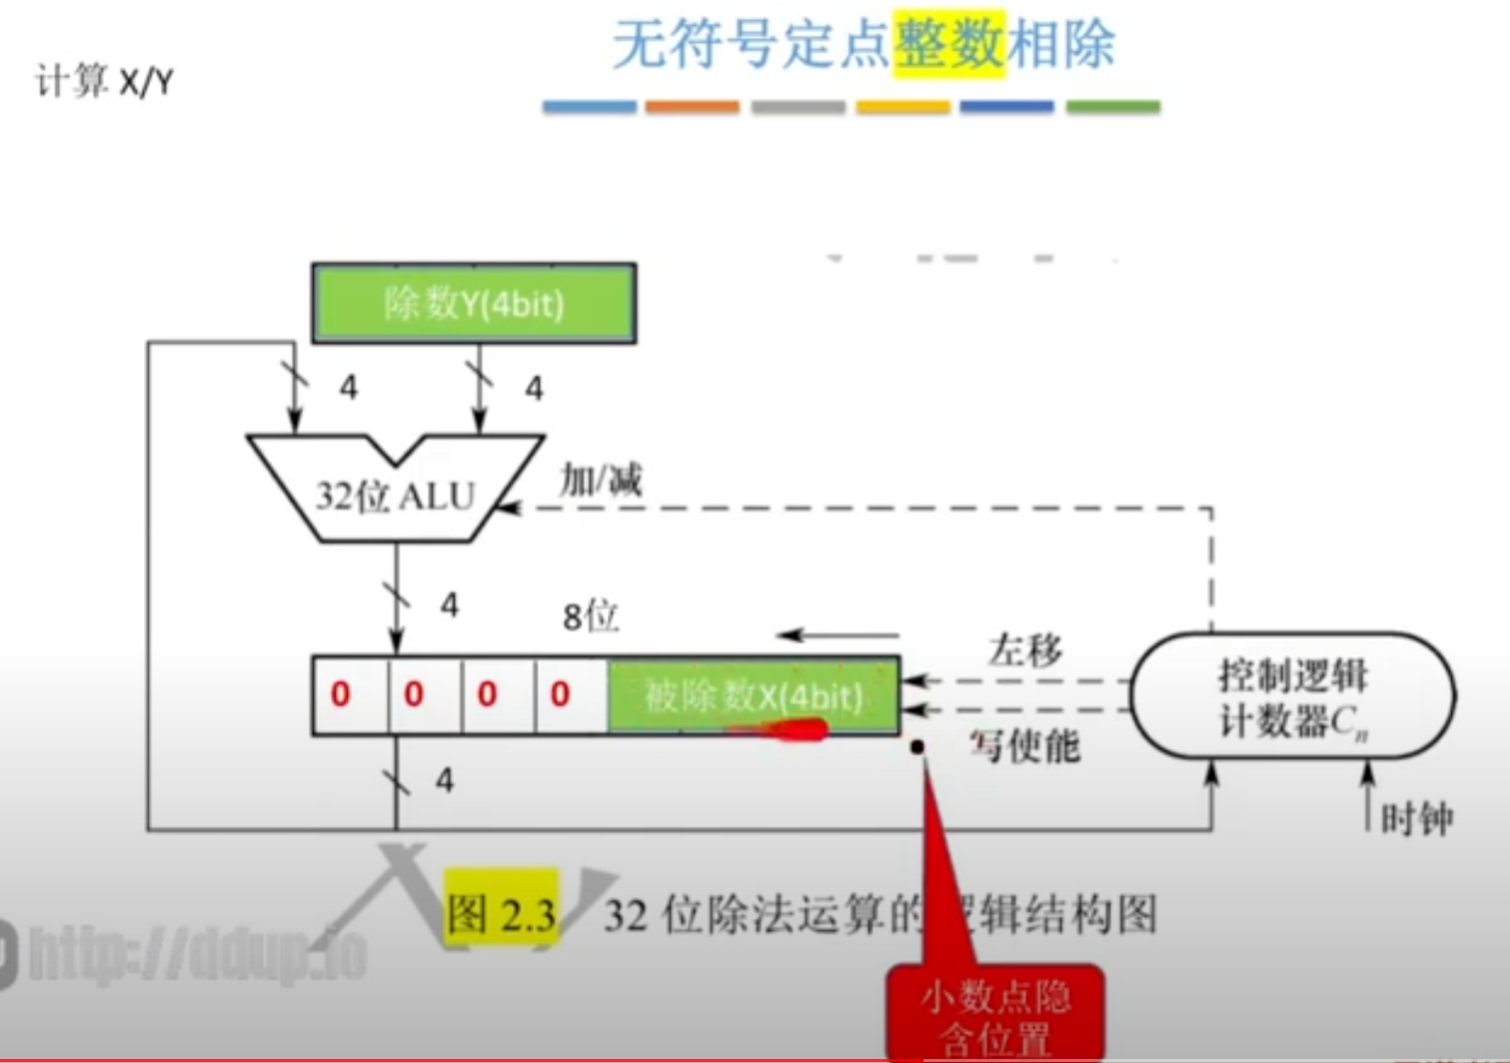 无符号定点整数相除
计算 X/Y
除数Y(4bit)
4
4
32位 ALU
加/减
4
8位
左移
0 0 0 0 被除数X(4bit)
控制逻辑
计数器Cn
写使能
4
时钟
图 2.3 32 位除法运算的逻辑结构图
http://ddup.io
小数点隐
含位置